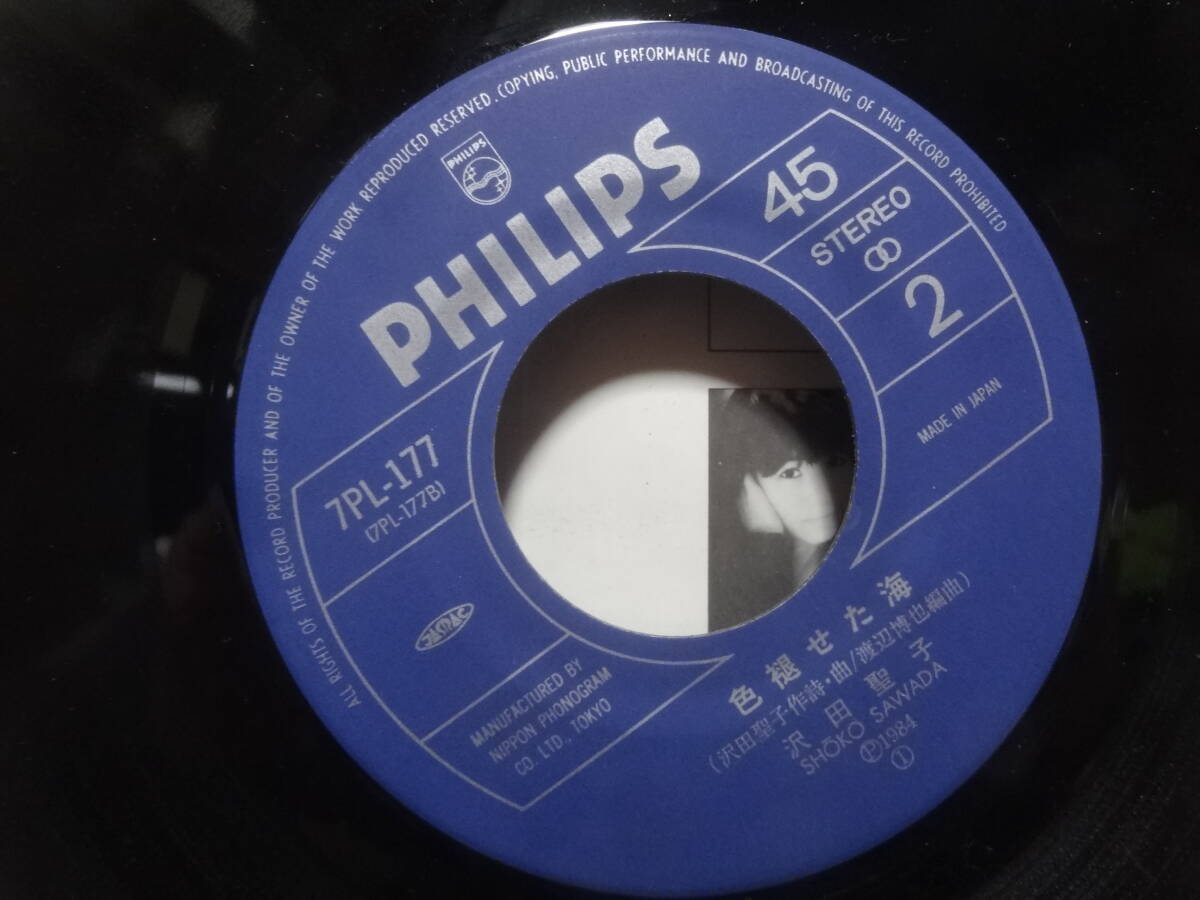 ALL RIGHTS OF THE RECORD PRODUCER AND OF THE OWNER OF THE WORK REPRODUCED RESERVED. COPYING, PUBLIC PERFORMANCE AND BROADCASTING OF THIS RECORD PROHIBITED
PHILIPS
PHILIPS
45
STEREO
2
MADE IN JAPAN
7PL-177
(7PL-177B)
JASRAC
MANUFACTURED BY
NIPPON PHONOGRAM
CO. LTD., TOKYO
色褪せた海
(沢田聖子作詩・曲/渡辺博也編曲)
沢田聖子
SHOKO SAWADA
Ⓟ1984
①